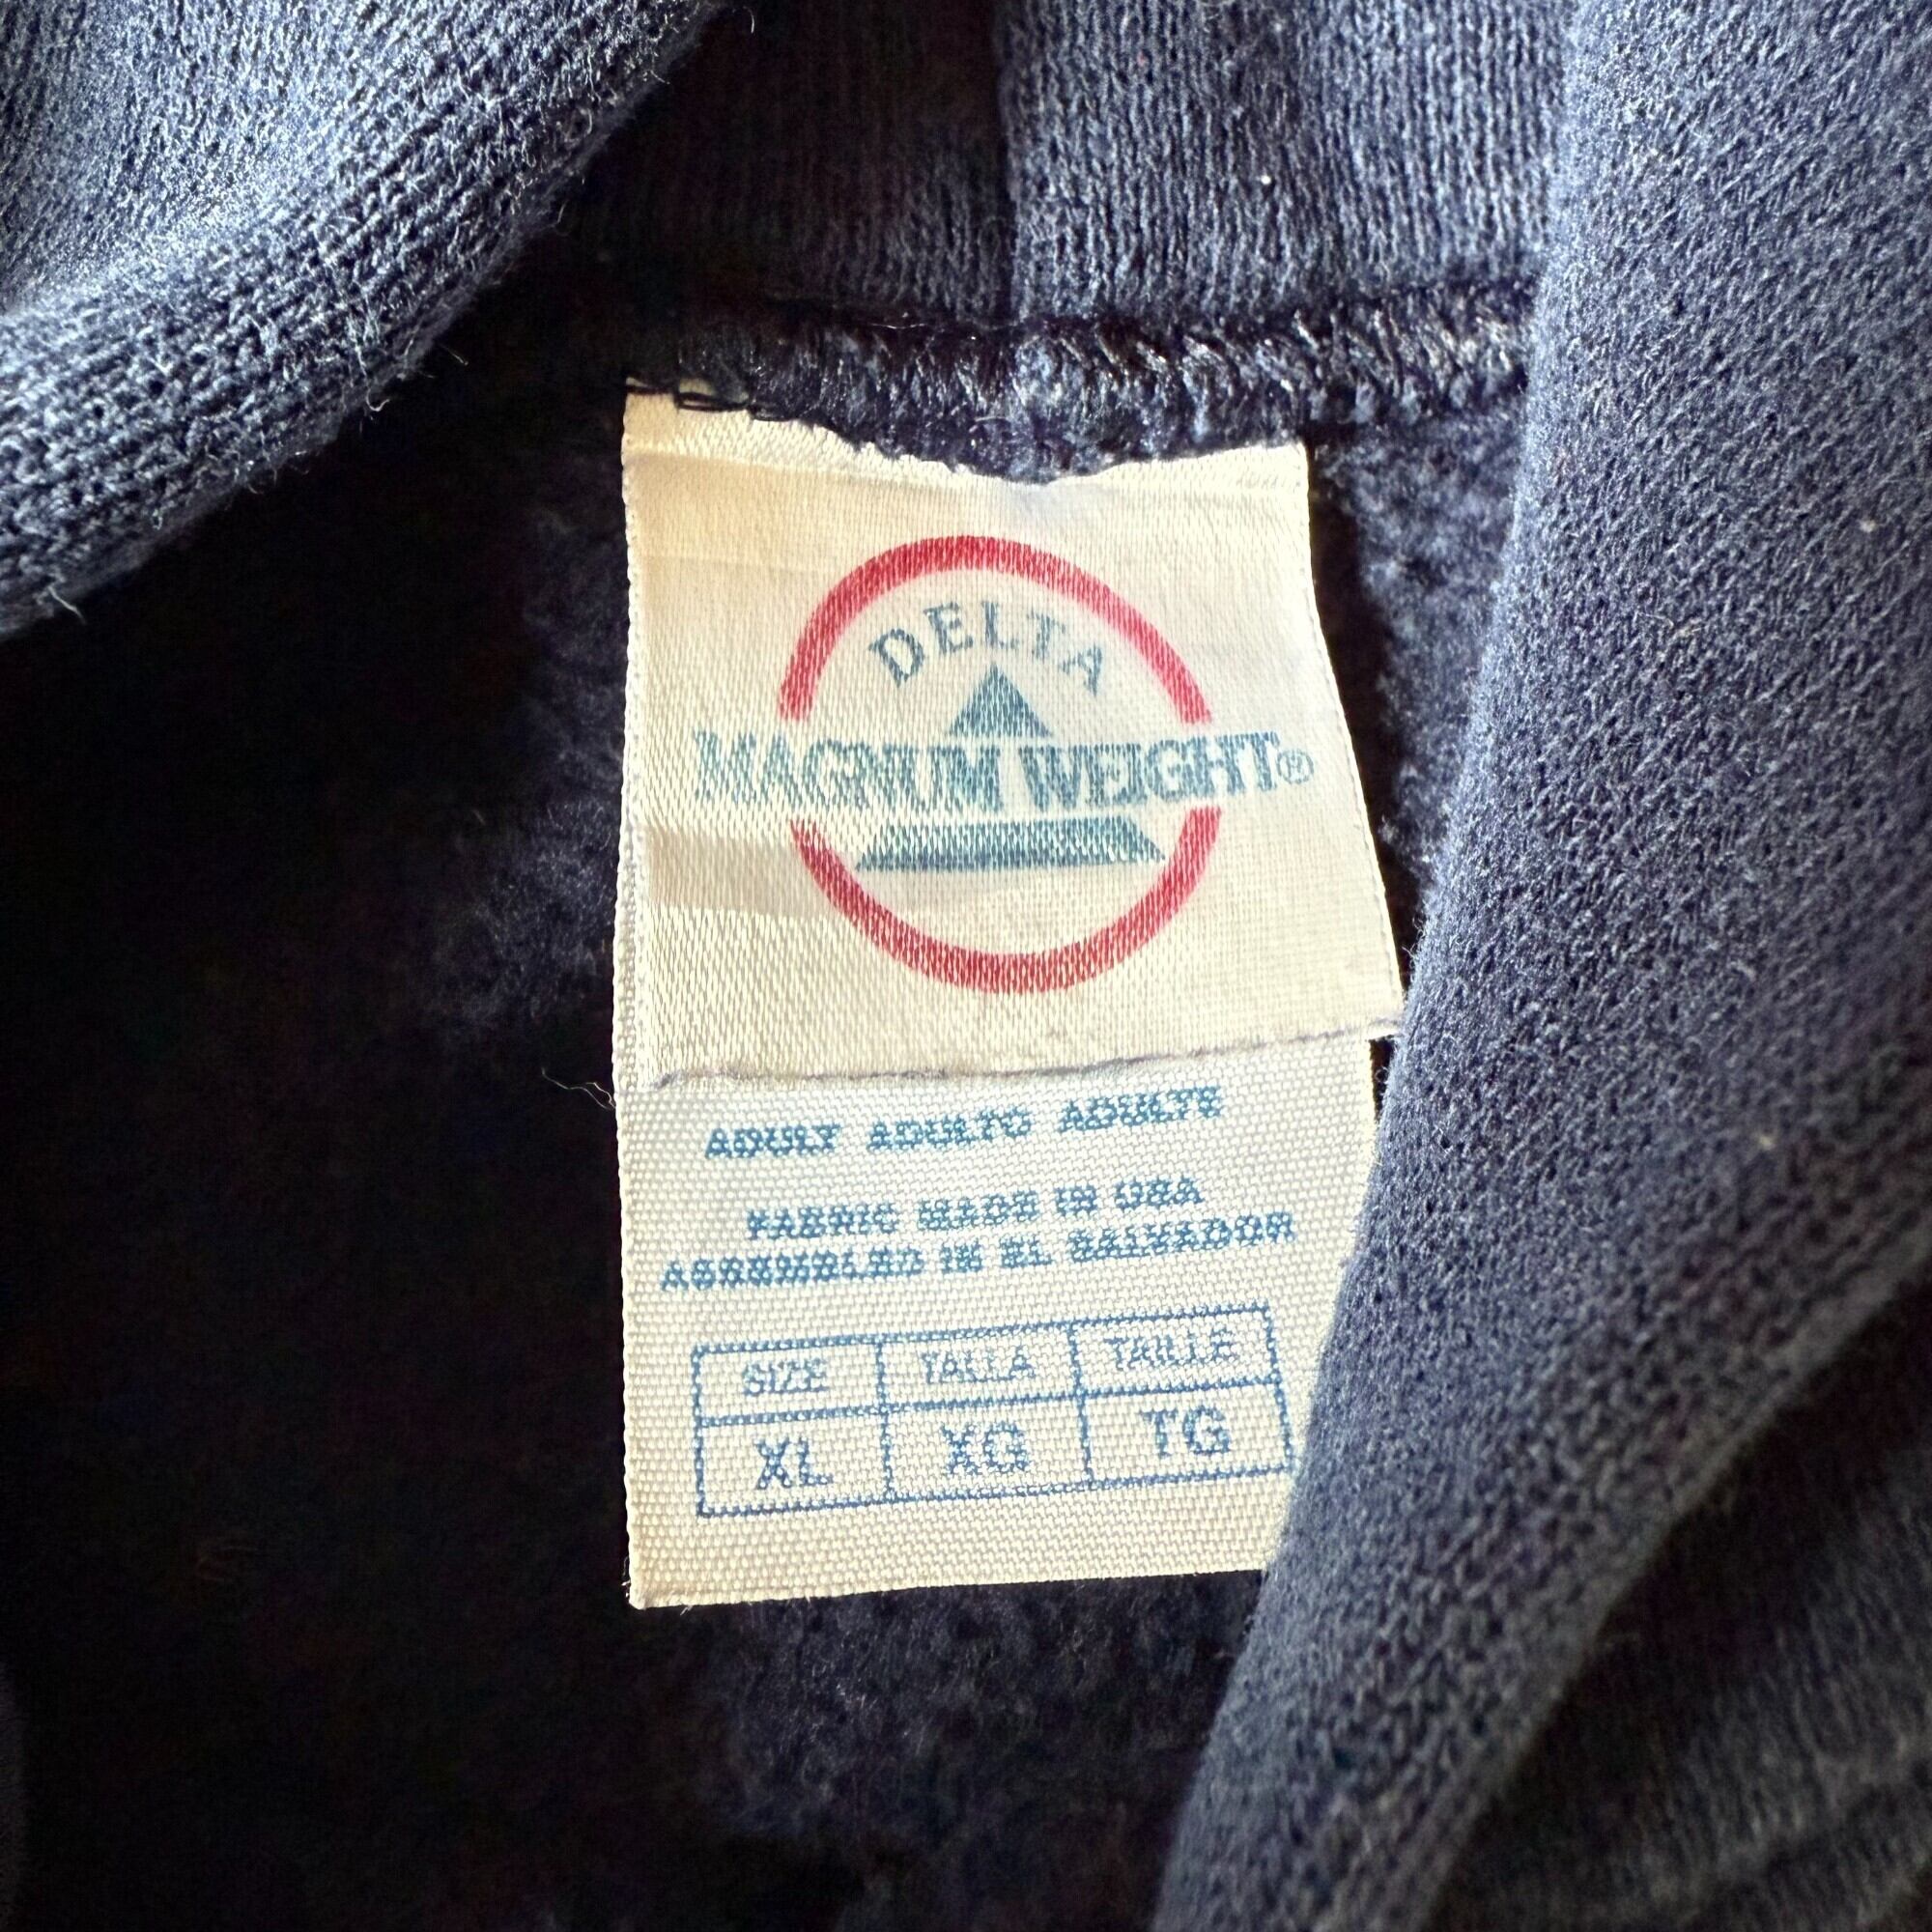 DELTA
MAGNUM WEIGHT®
ADULT ADULTO ADULTE
FABRIC MADE IN USA
ASSEMBLED IN EL SALVADOR
SIZE TALLA TAILLE
XL XG TG